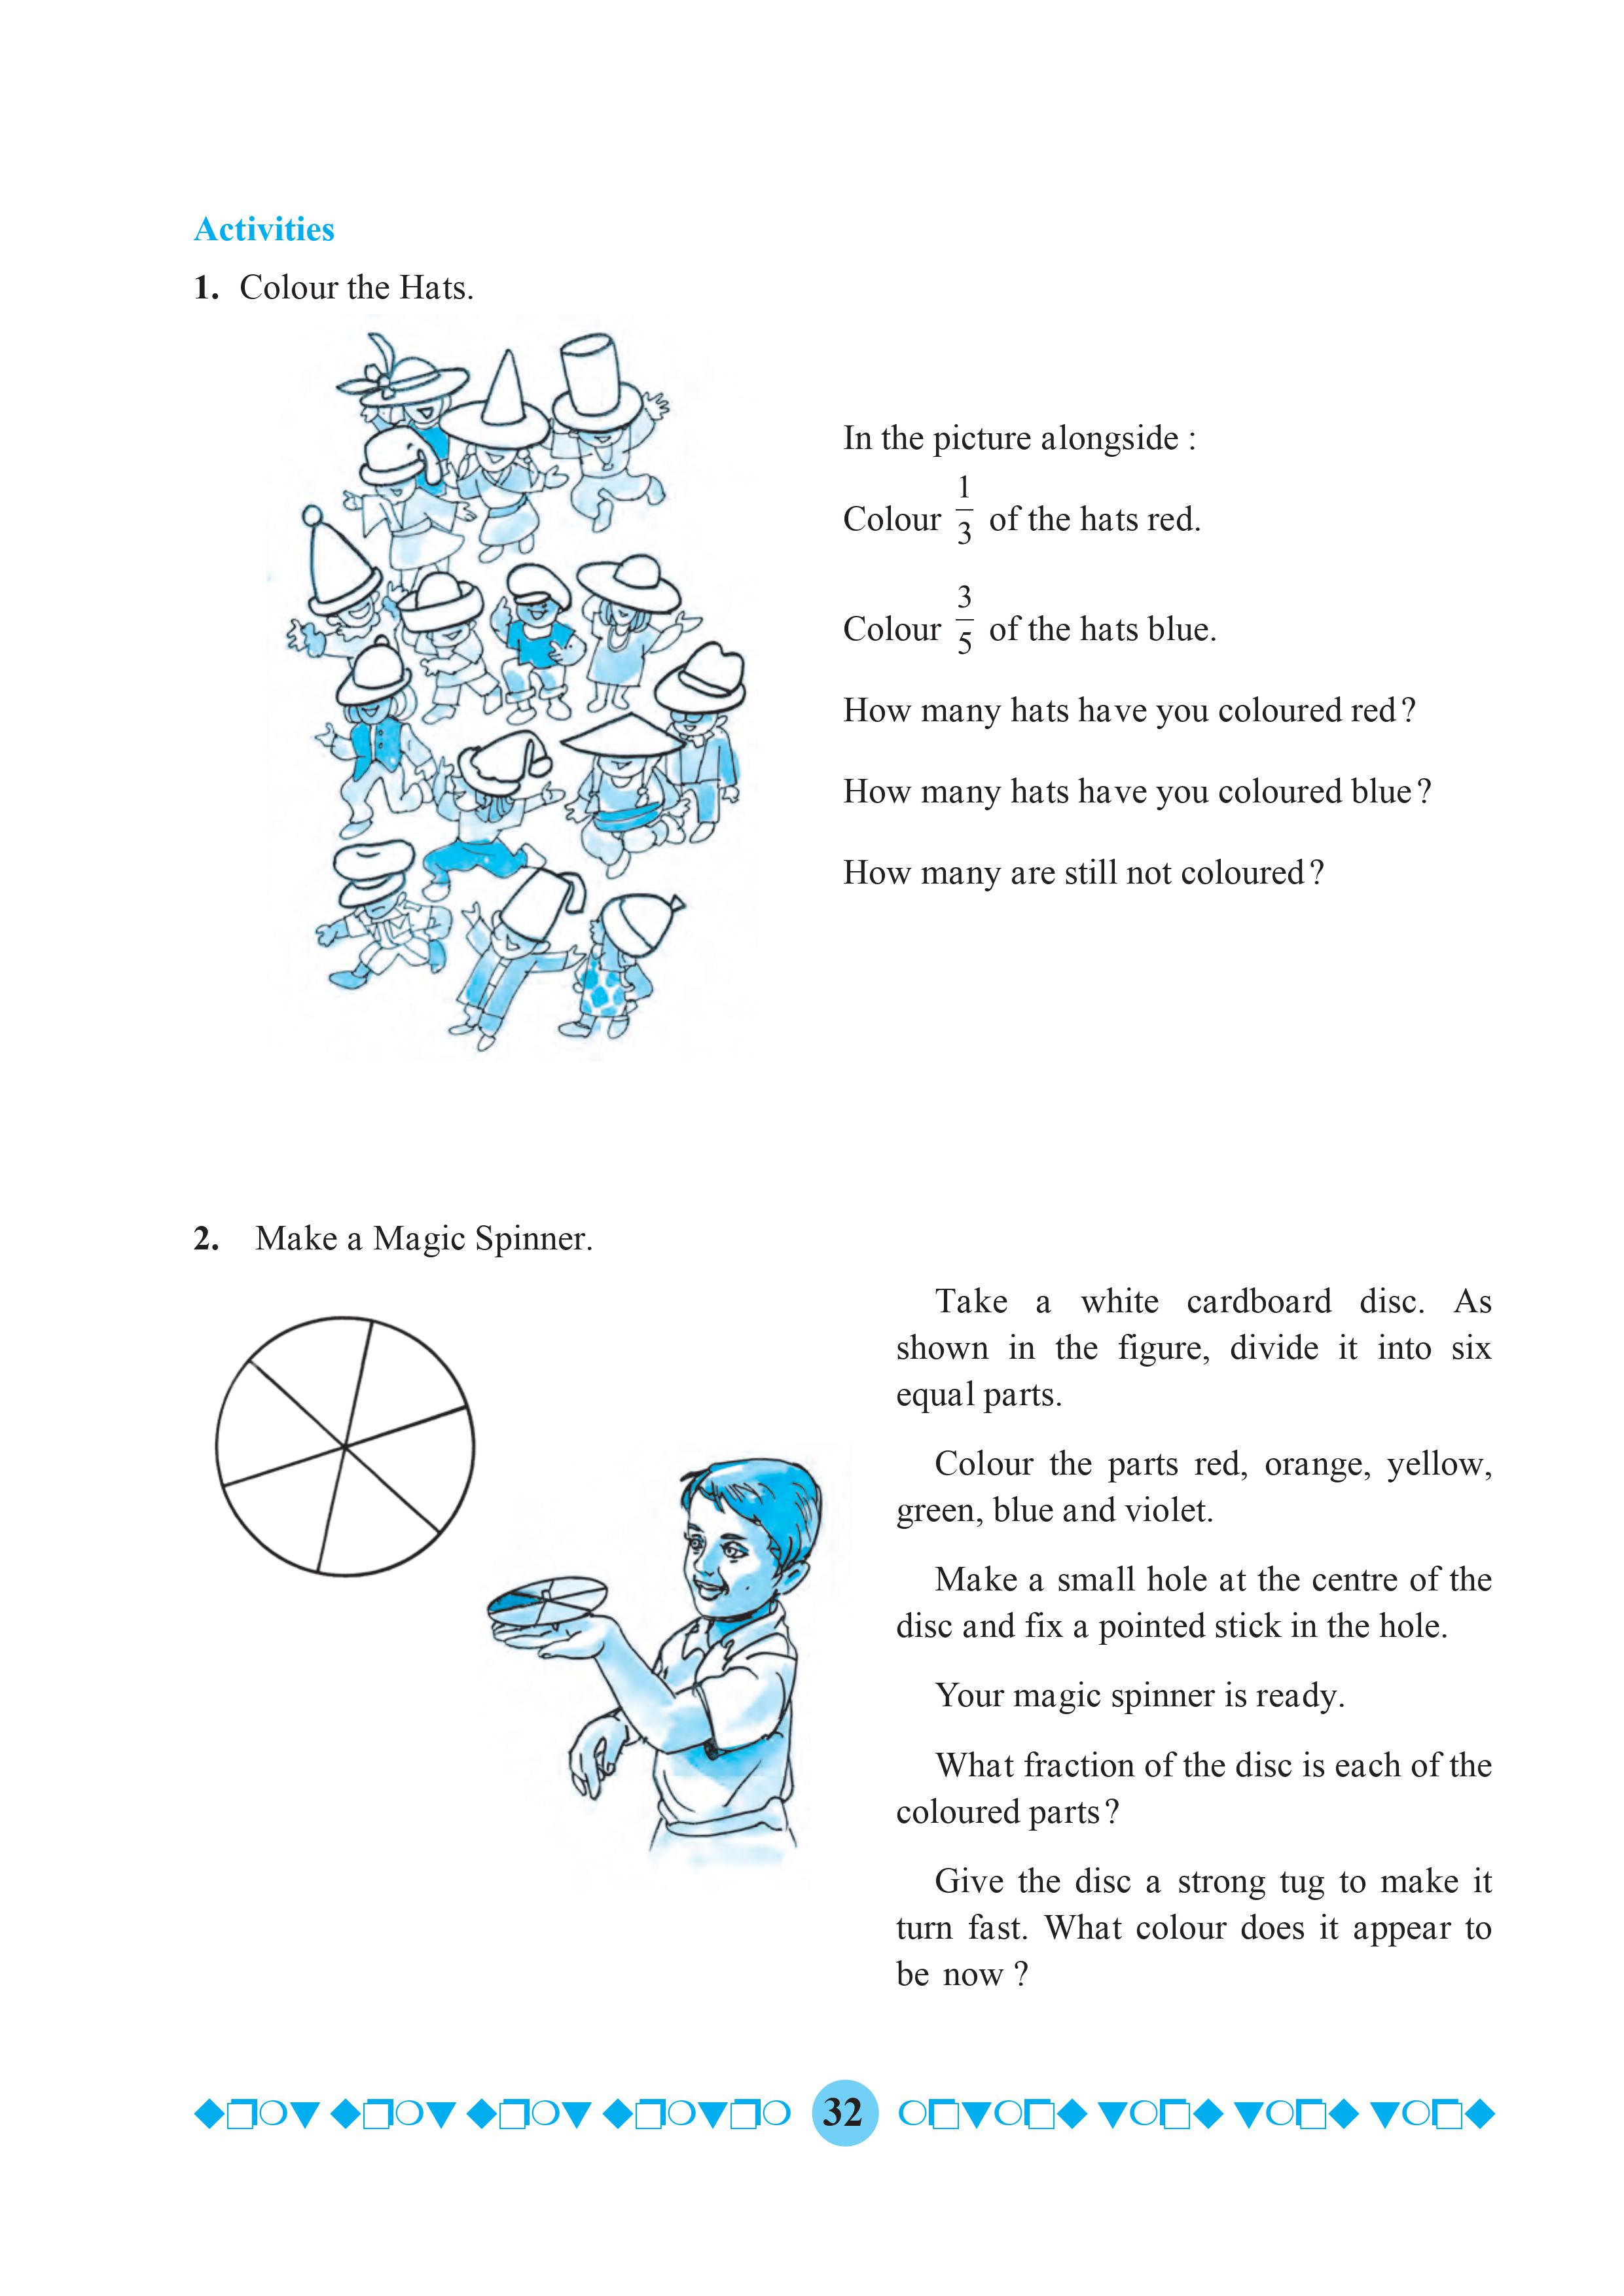 Activities
1. Colour the Hats.
In the picture alongside :
Colour 1/3 of the hats red.
Colour 3/5 of the hats blue.
How many hats have you coloured red?
How many hats have you coloured blue?
How many are still not coloured?
2. Make a Magic Spinner.
Take a white cardboard disc. As
shown in the figure, divide it into six
equal parts.
Colour the parts red, orange, yellow,
green, blue and violet.
Make a small hole at the centre of the
disc and fix a pointed stick in the hole.
Your magic spinner is ready.
What fraction of the disc is each of the
coloured parts?
Give the disc a strong tug to make it
turn fast. What colour does it appear to
be now ?
32